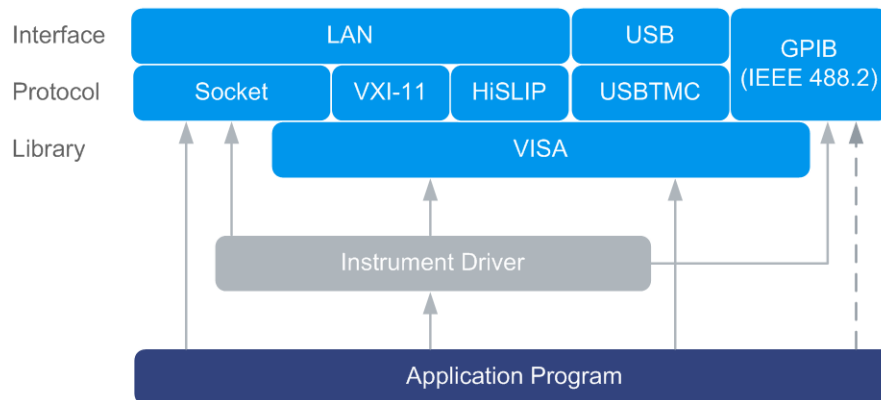 Interface
LAN
USB
GPIB
(IEEE 488.2)
Protocol
Socket
VXI-11
HiSLIP
USBTMC
Library
VISA
Instrument Driver
Application Program